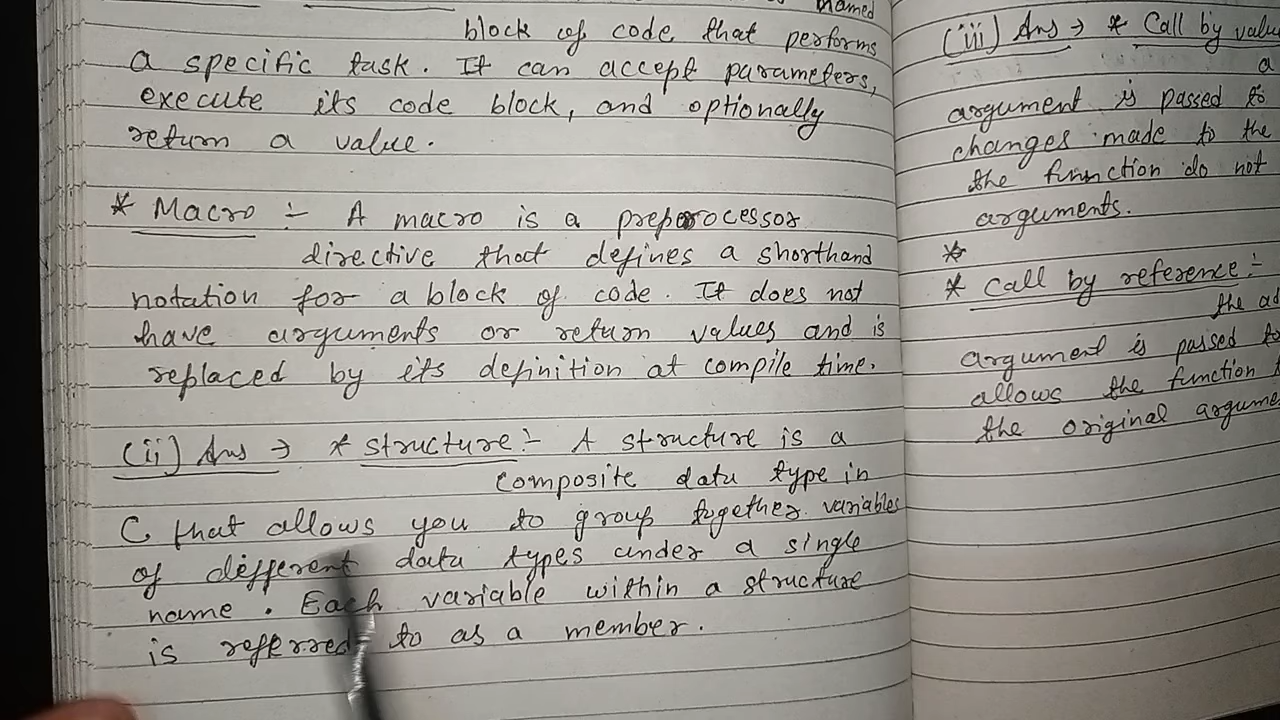 named
block of code that performs
a specific task. It can accept parameters,
execute its code block, and optionally
return a value.
* Macro :- A macro is a preprocessor
directive that defines a shorthand
notation for a block of code. It does not
have arguments or return values and is
replaced by its definition at compile time.
(ii) Ans → * Structure :- A structure is a
composite data type in
C that allows you to group together variables
of different data types under a single
name. Each variable within a structure
is referred to as a member.
(iii) Ans → * Call by value
a
argument is passed to
changes made to the
the function do not
arguments.
*
* Call by reference :-
the ad
argument is passed to
allows the function
the original argume